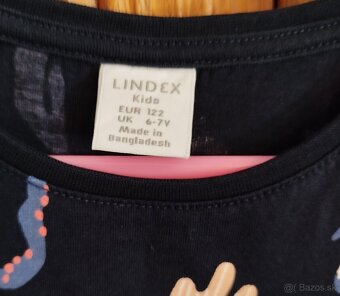 LINDEX
Kids
EUR 122
UK 6-7Y
Made in
Bangladesh
Bazos.sk